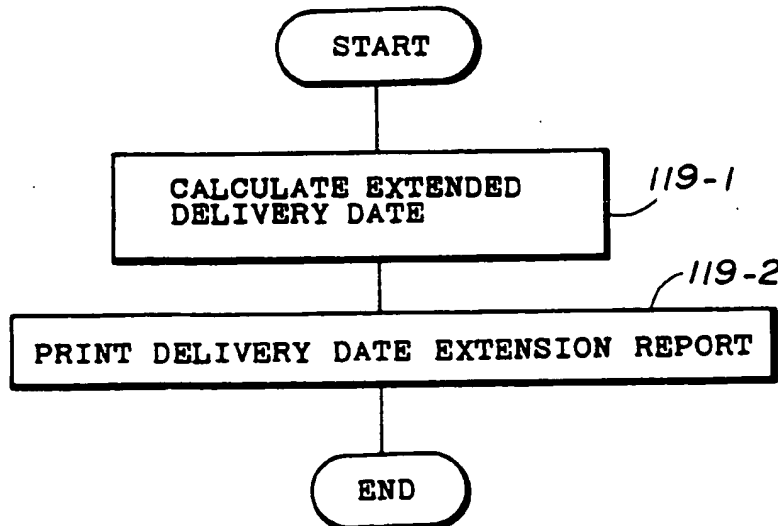 START
CALCULATE EXTENDED
DELIVERY DATE
119-1
119-2
PRINT DELIVERY DATE EXTENSION REPORT
END